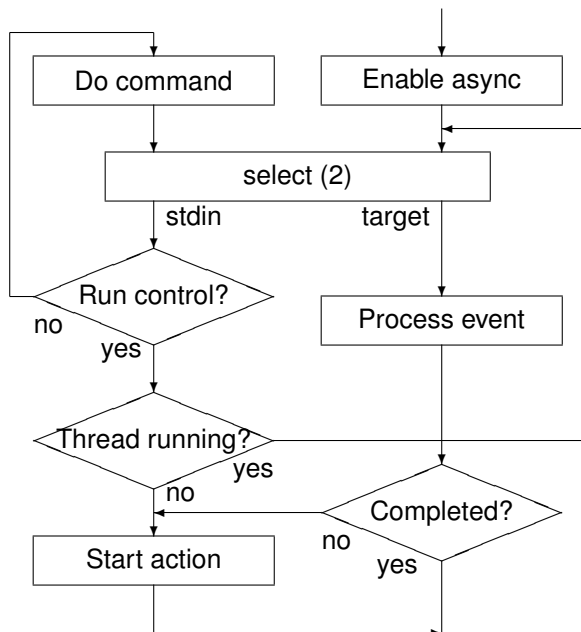 Do command
Enable async
select (2)
stdin
target
Run control?
no
yes
Process event
Thread running?
yes
no
Completed?
no
yes
Start action